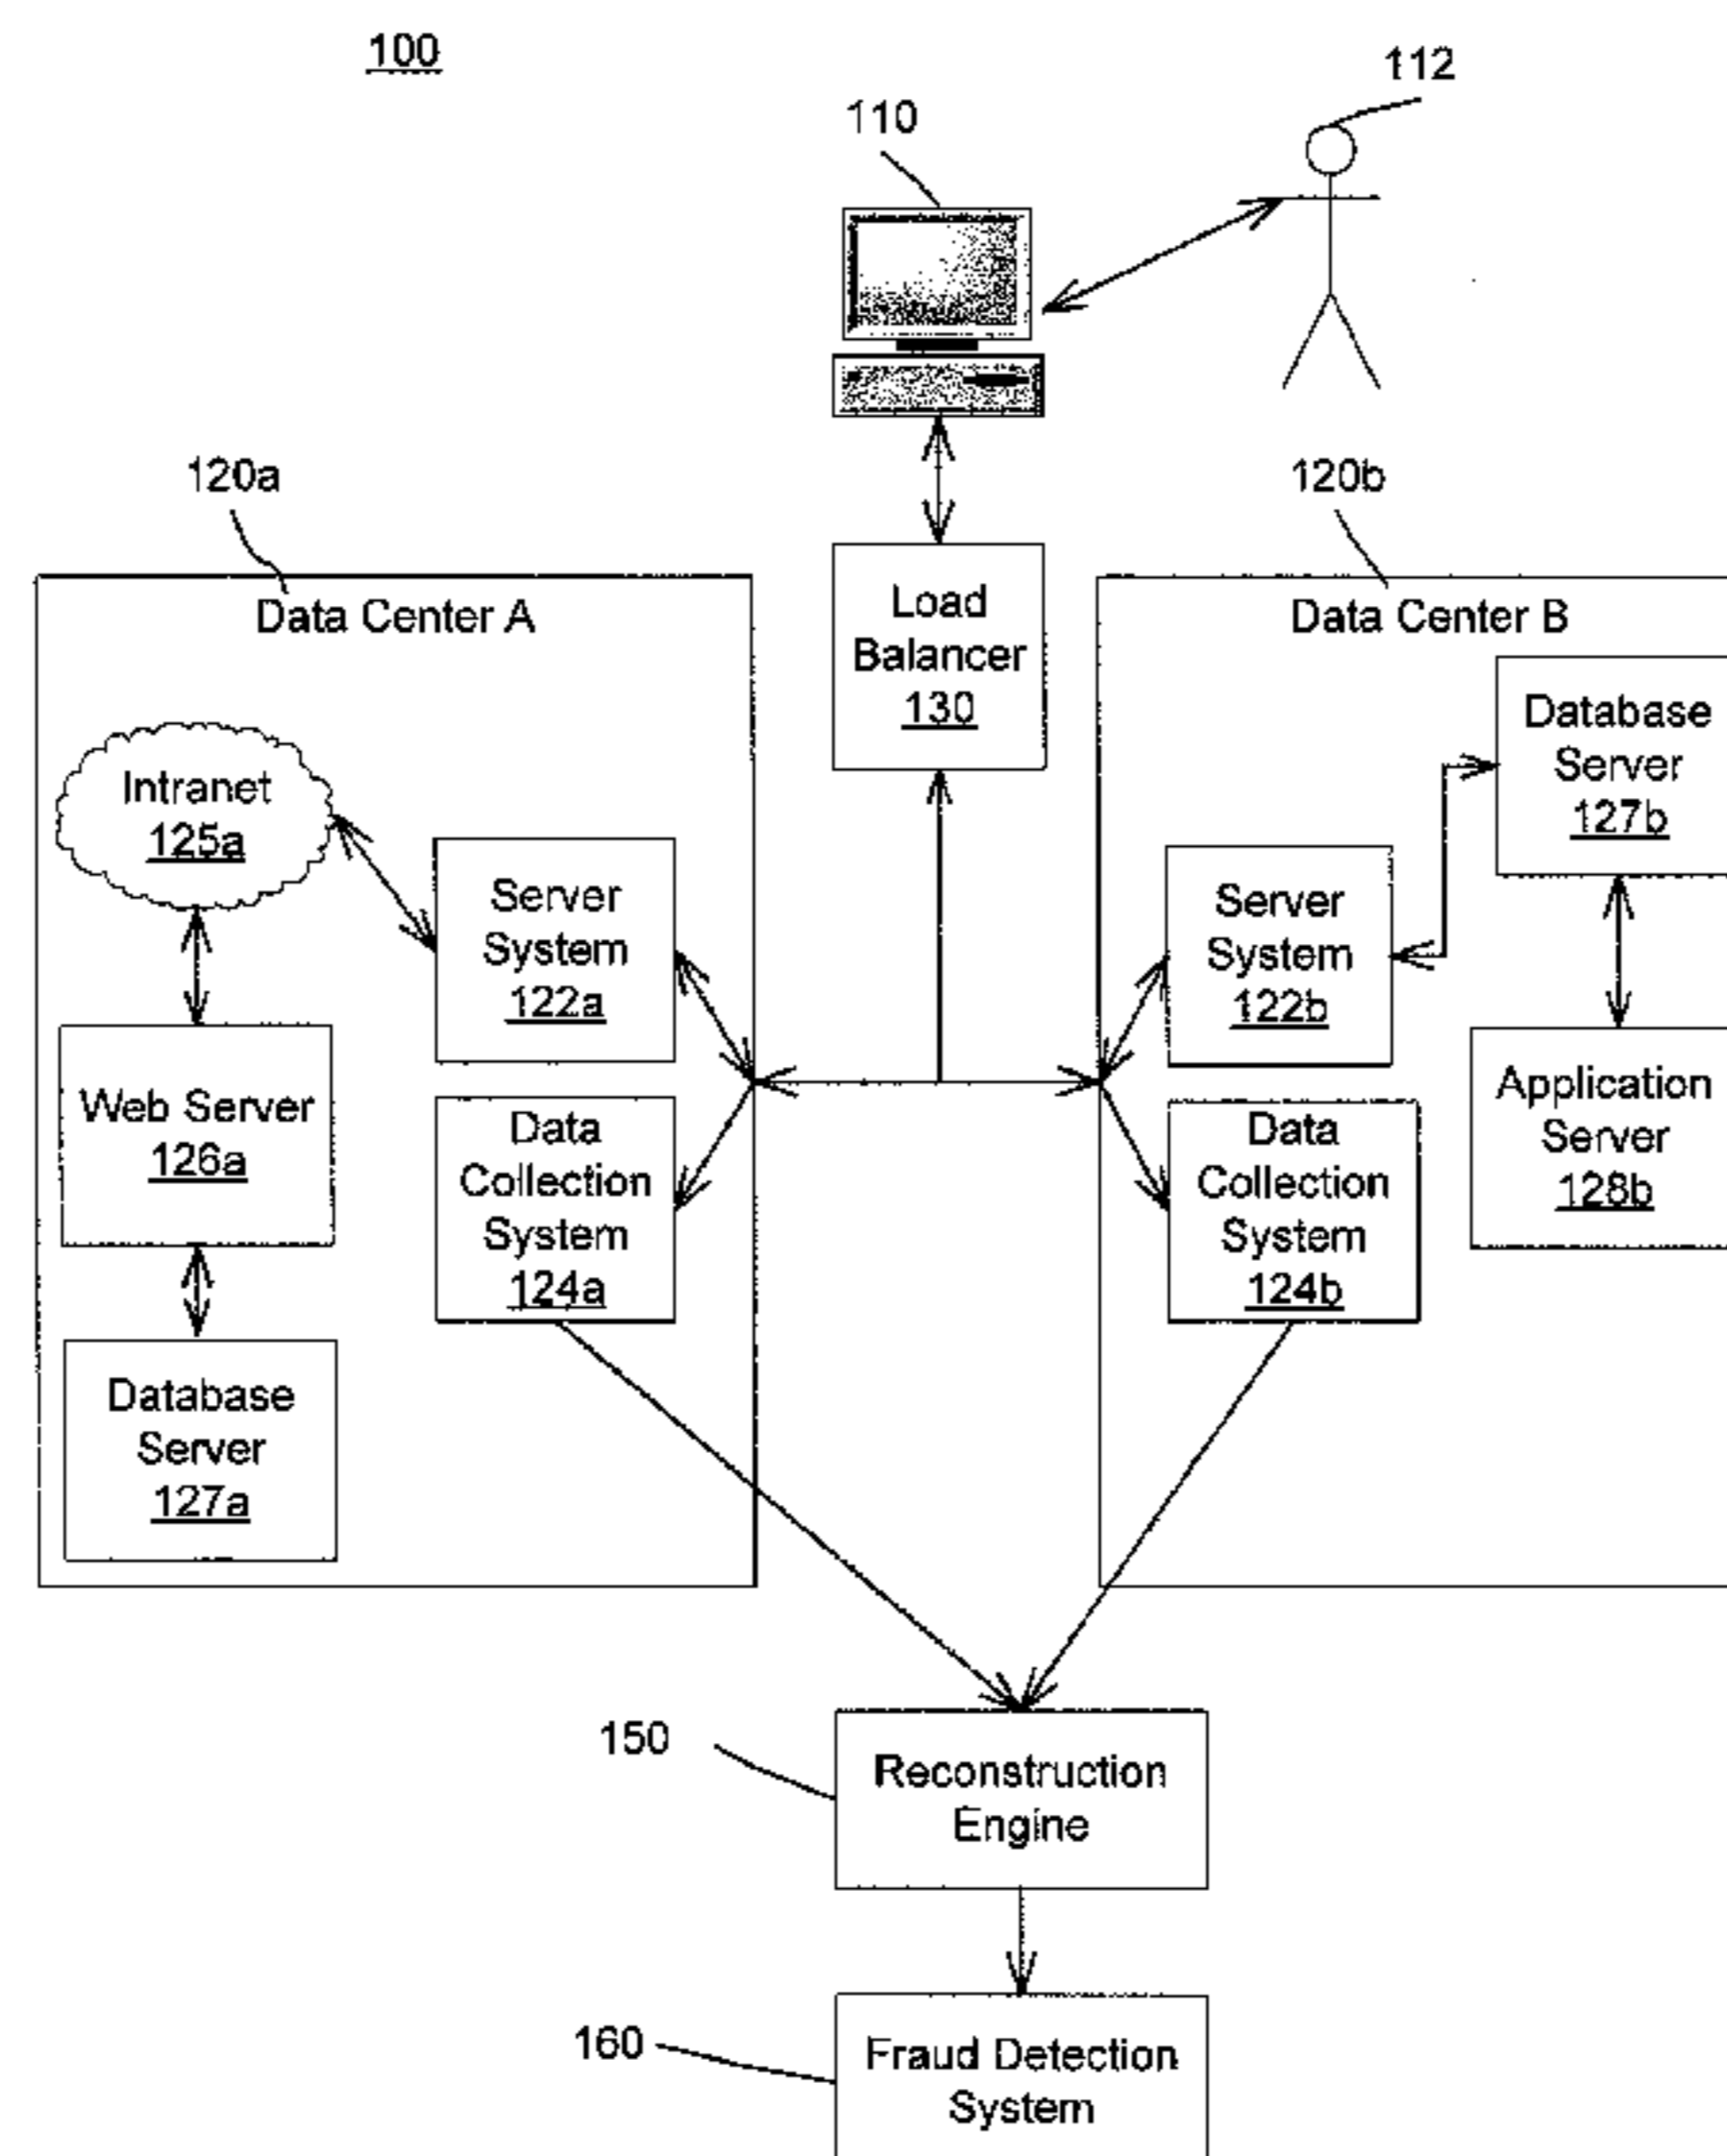 100
112
110
120a
120b
Data Center A
Load
Balancer
130
Data Center B
Intranet
125a
Server
System
122a
Web Server
126a
Data
Collection
System
124a
Database
Server
127a
Database
Server
127b
Server
System
122b
Application
Server
128b
Data
Collection
System
124b
150
Reconstruction
Engine
160
Fraud Detection
System